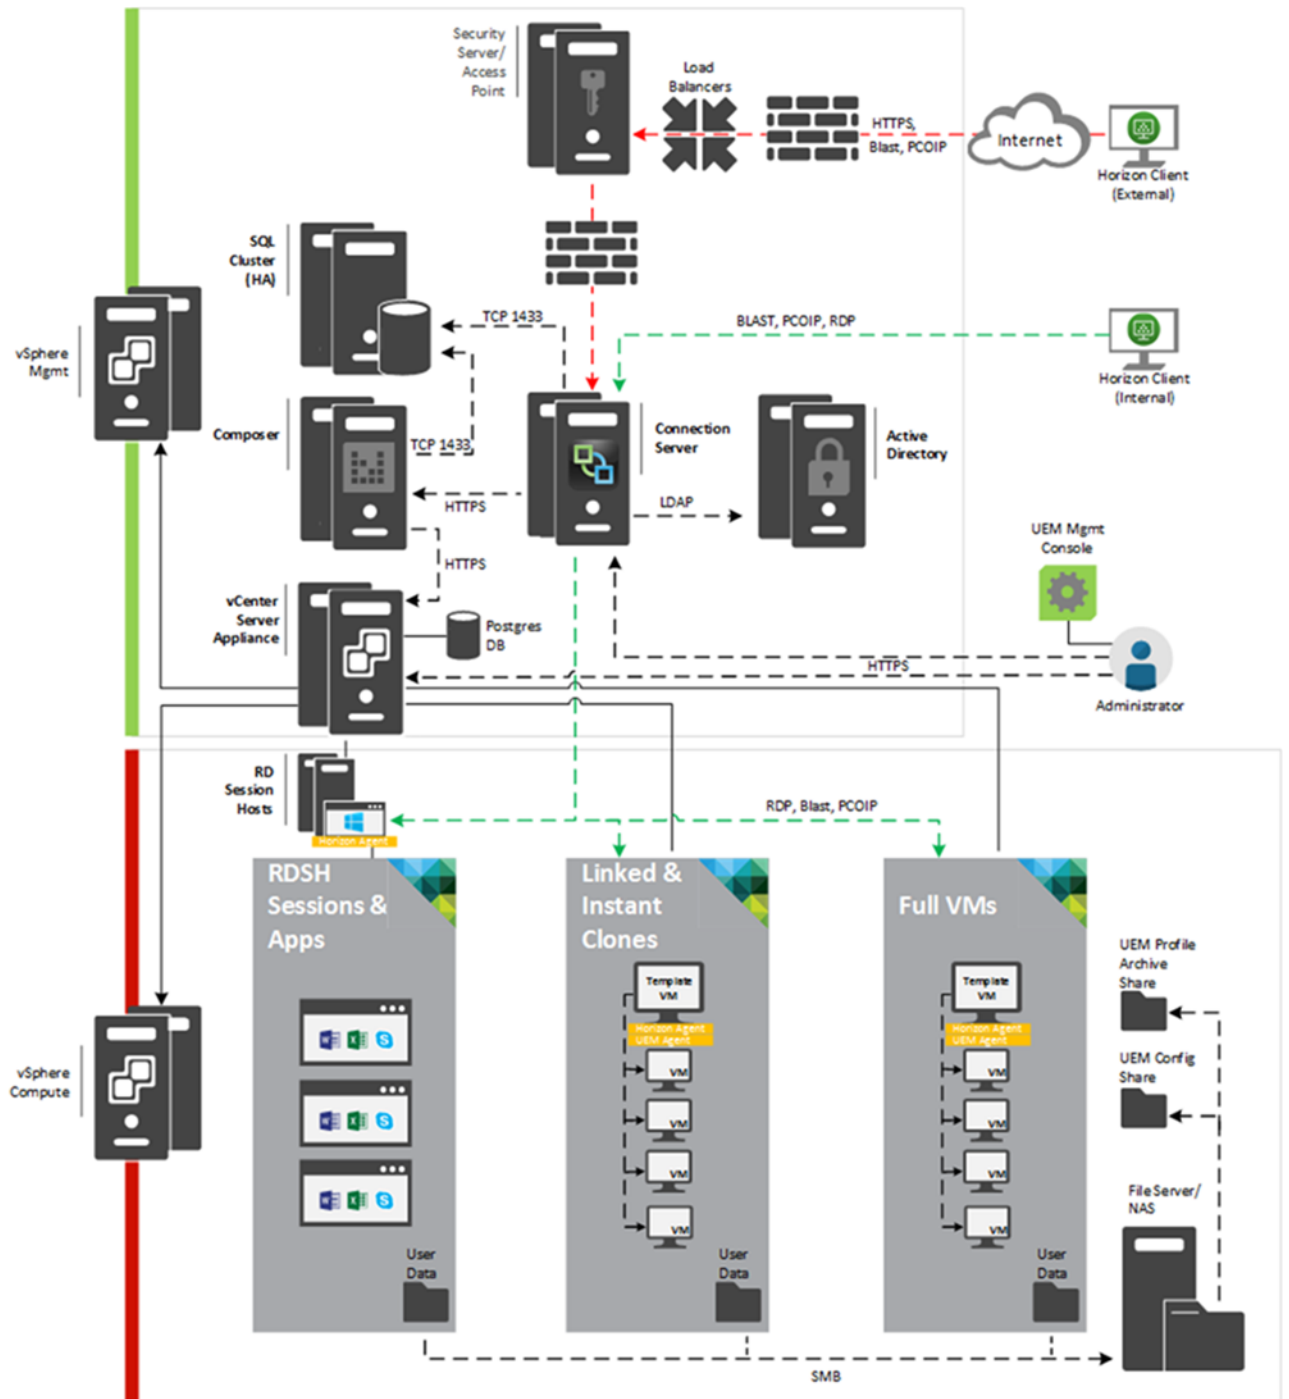 Security
Server/
Access
Point
Load
Balancers
HTTPS,
Blast, PCOIP
Internet
Horizon Client
(External)
SQL
Cluster
(HA)
TCP 1433
BLAST, PCOIP, RDP
Horizon Client
(Internal)
vSphere
Mgmt
Composer
TCP 1433
Connection
Server
Active
Directory
HTTPS
LDAP
UEM Mgmt
Console
HTTPS
vCenter
Server
Appliance
Postgres
DB
HTTPS
Administrator
RD
Session
Hosts
Horizon Agent
RDP, Blast, PCOIP
RDSH
Sessions &
Apps
Linked &
Instant
Clones
Full VMs
Template
VM
Horizon Agent
UEM Agent
VM
VM
VM
VM
Template
VM
Horizon Agent
UEM Agent
VM
VM
VM
VM
UEM Profile
Archive
Share
UEM Config
Share
vSphere
Compute
File Server/
NAS
User
Data
User
Data
User
Data
SMB